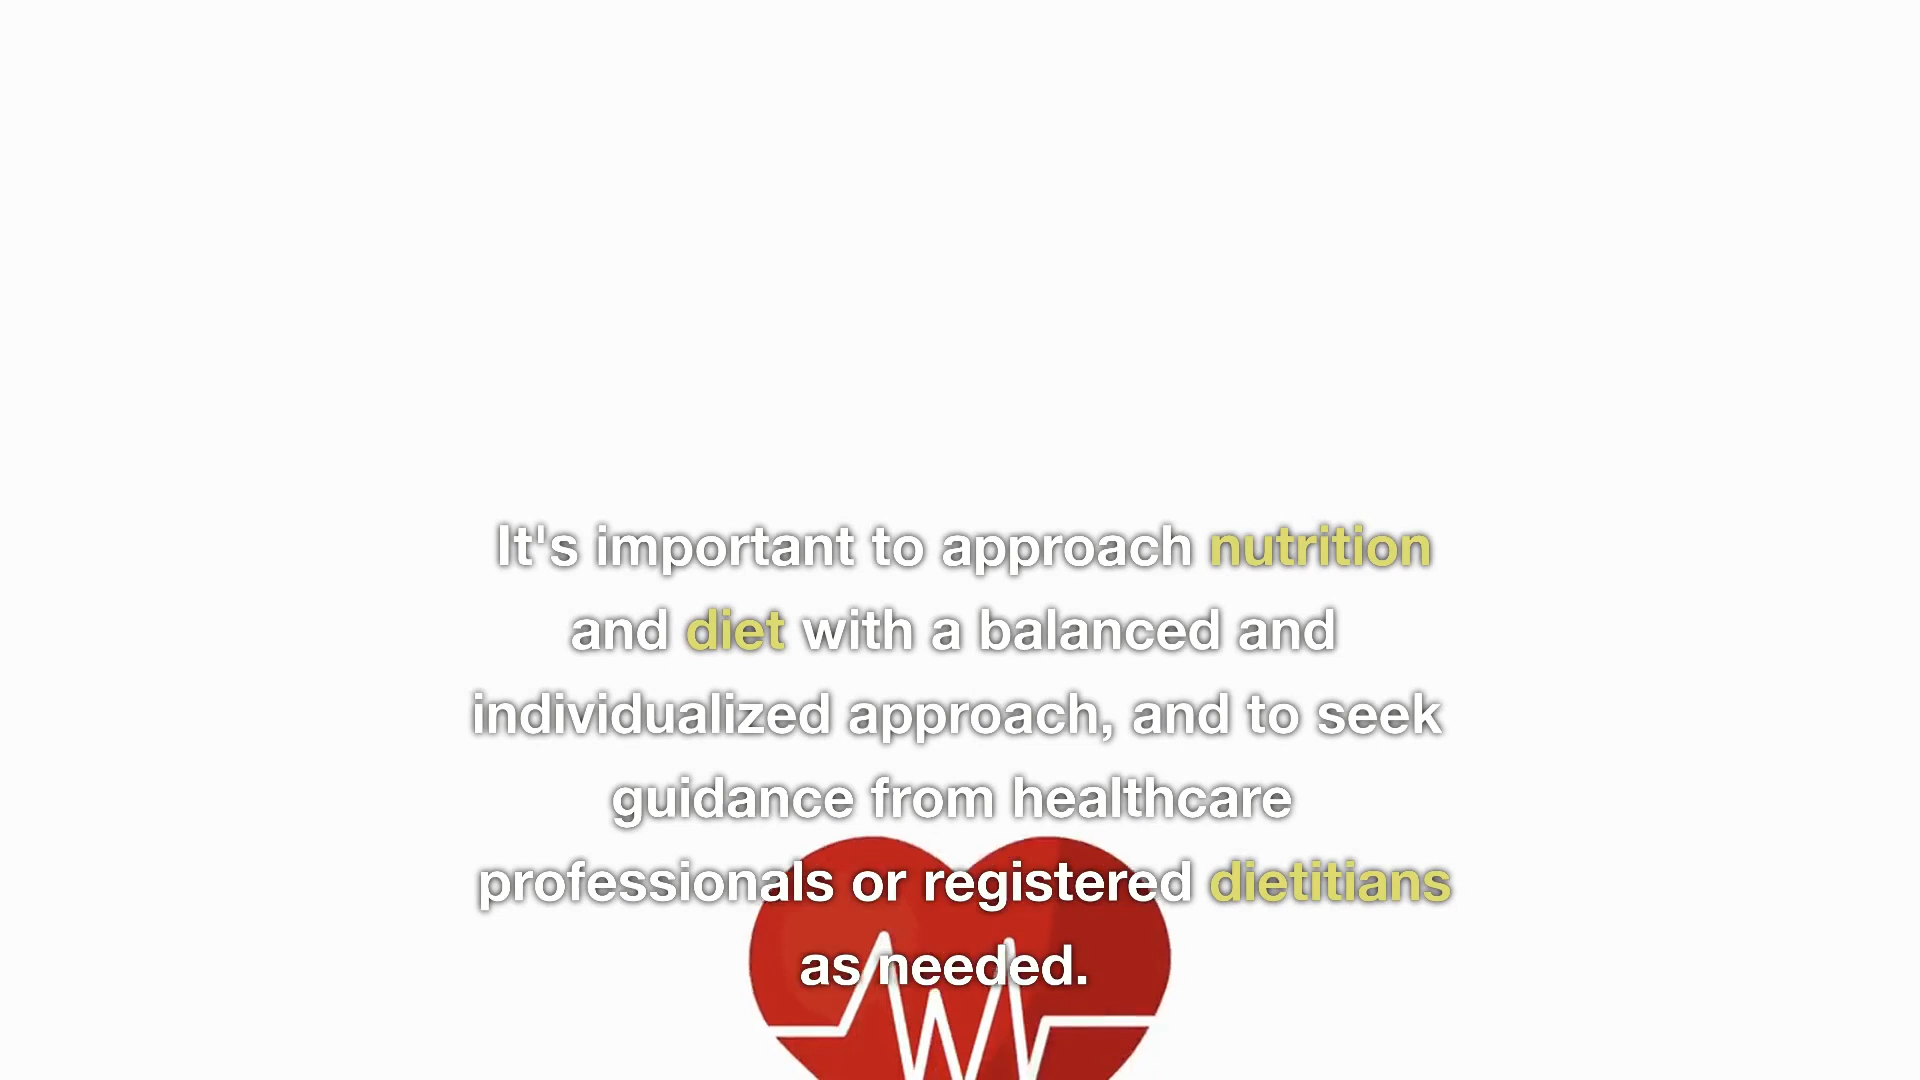 It's important to approach nutrition
and diet with a balanced and
individualized approach, and to seek
guidance from healthcare
professionals or registered dietitians
as needed.